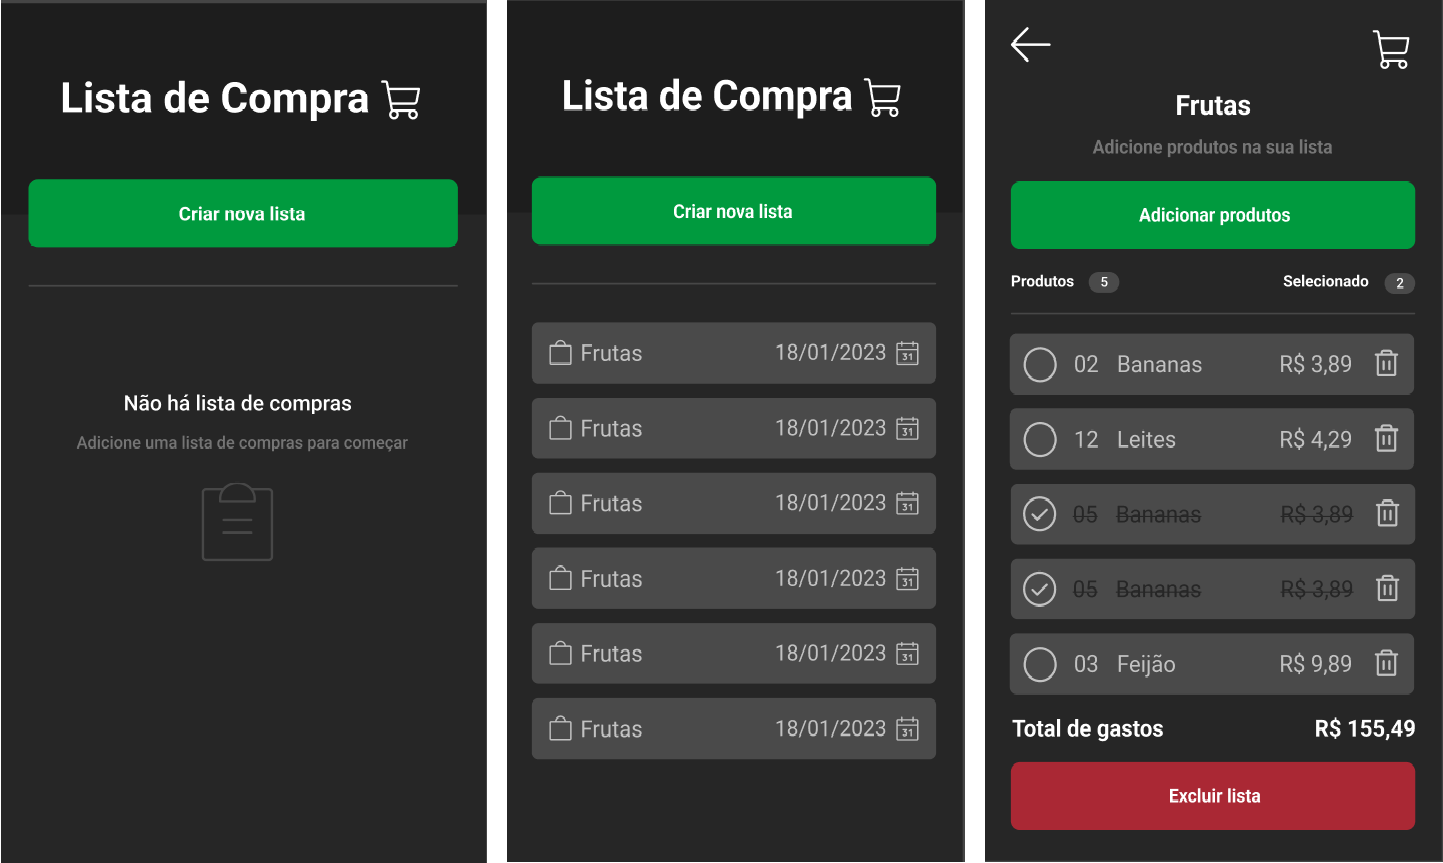 Lista de Compra
Criar nova lista
Não há lista de compras
Adicione uma lista de compras para começar
Lista de Compra
Criar nova lista
Frutas 18/01/2023 31
Frutas 18/01/2023 31
Frutas 18/01/2023 31
Frutas 18/01/2023 31
Frutas 18/01/2023 31
Frutas 18/01/2023 31
Frutas
Adicione produtos na sua lista
Adicionar produtos
Produtos 5 Selecionado 2
02 Bananas R$ 3,89
12 Leites R$ 4,29
05 Bananas R$ 3,89
05 Bananas R$ 3,89
03 Feijão R$ 9,89
Total de gastos R$ 155,49
Excluir lista